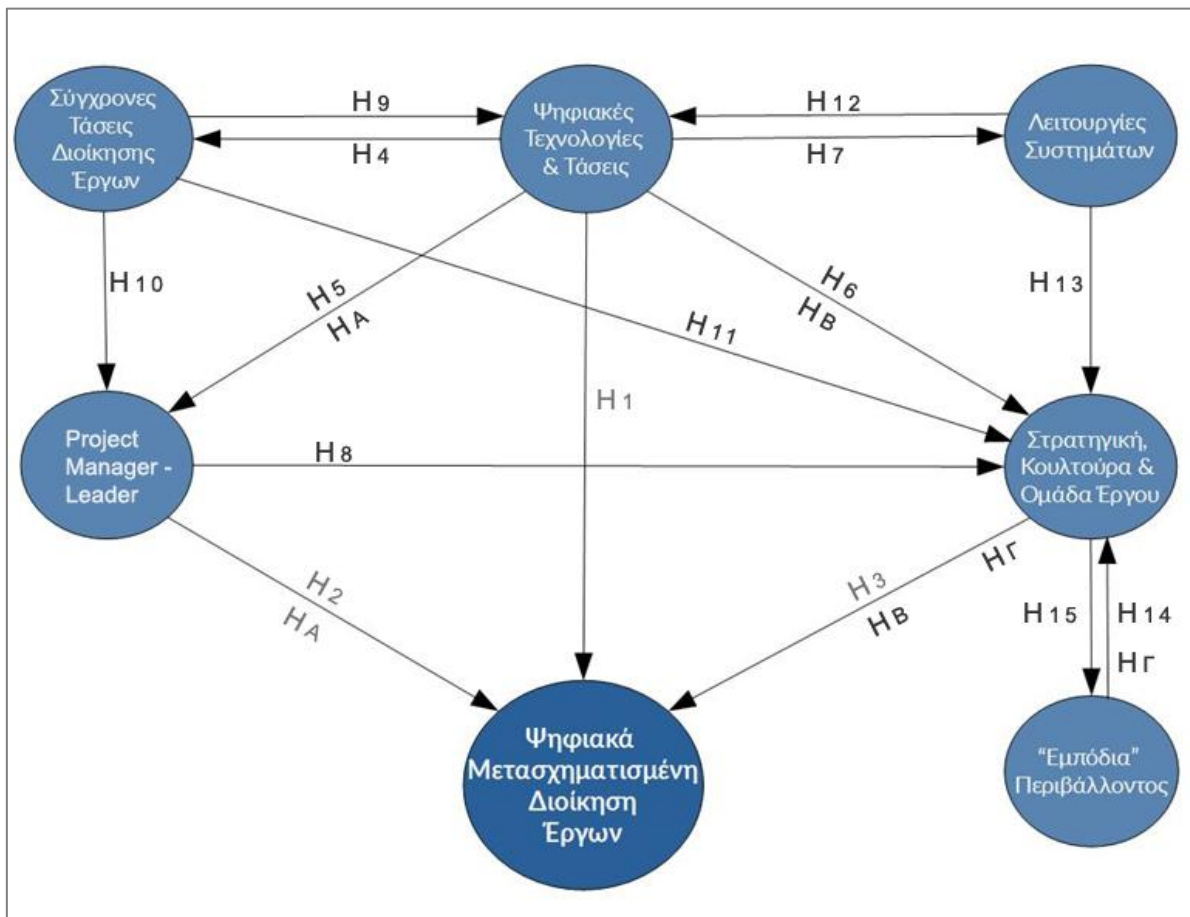 Σύγχρονες
Τάσεις
Διοίκησης
Έργων
H 9
H 4
Ψηφιακές
Τεχνολογίες
& Τάσεις
H 12
H 7
Λειτουργίες
Συστημάτων
H 10
H 5
H A
H 11
H 6
H B
H 13
H 1
Project
Manager -
Leader
H 8
Στρατηγική,
Κουλτούρα &
Ομάδα Έργου
H 2
H A
H 3
H B
H Γ
H 15
H 14
H Γ
Ψηφιακά
Μετασχηματισμένη
Διοίκηση
Έργων
“Εμπόδια”
Περιβάλλοντος